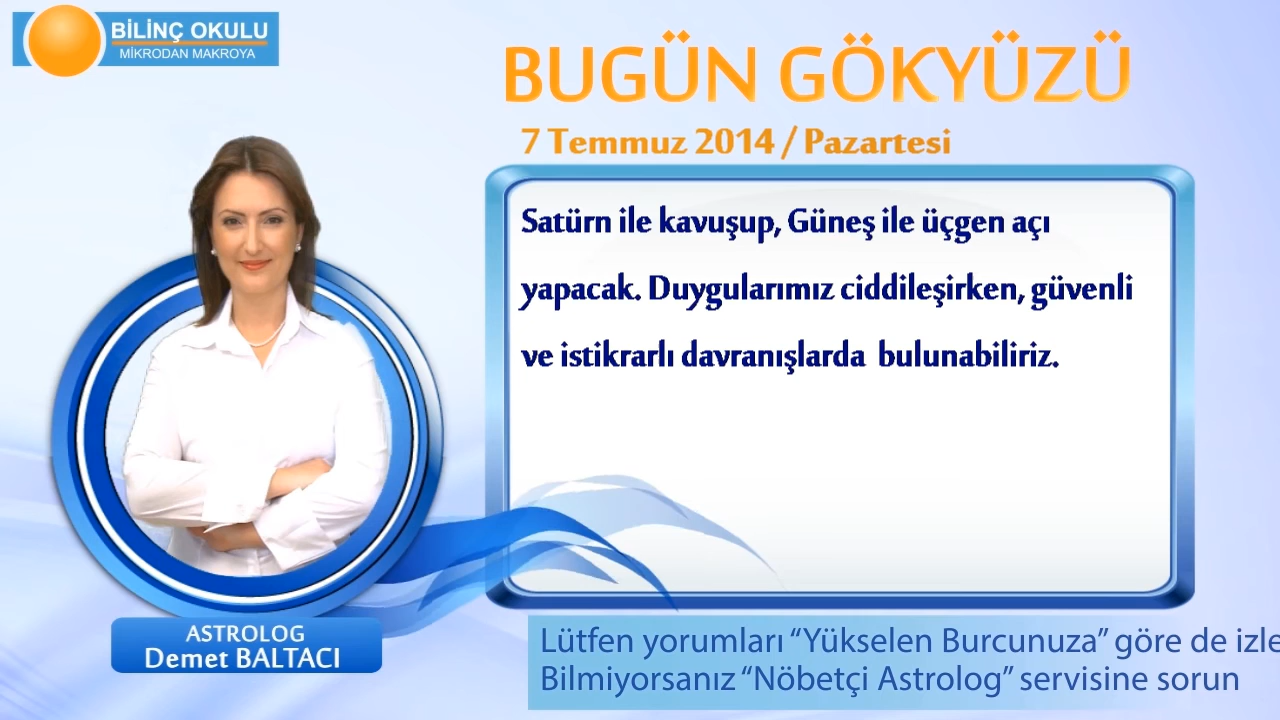 BİLİNÇ OKULU
MİKRODAN MAKROYA
BUGÜN GÖKYÜZÜ
7 Temmuz 2014 / Pazartesi
Satürn ile kavuşup, Güneş ile üçgen açı
yapacak. Duygularımız ciddileşirken, güvenli
ve istikrarlı davranışlarda bulunabiliriz.
ASTROLOG
Demet BALTACI
Lütfen yorumları “Yükselen Burcunuza” göre de izle
Bilmiyorsanız “Nöbetçi Astrolog” servisine sorun